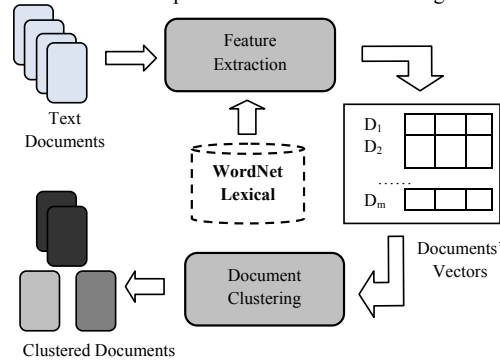 Feature
Extraction
Text
Documents
D1
D2
……
Dm
WordNet
Lexical
Documents'
Vectors
Document
Clustering
Clustered Documents